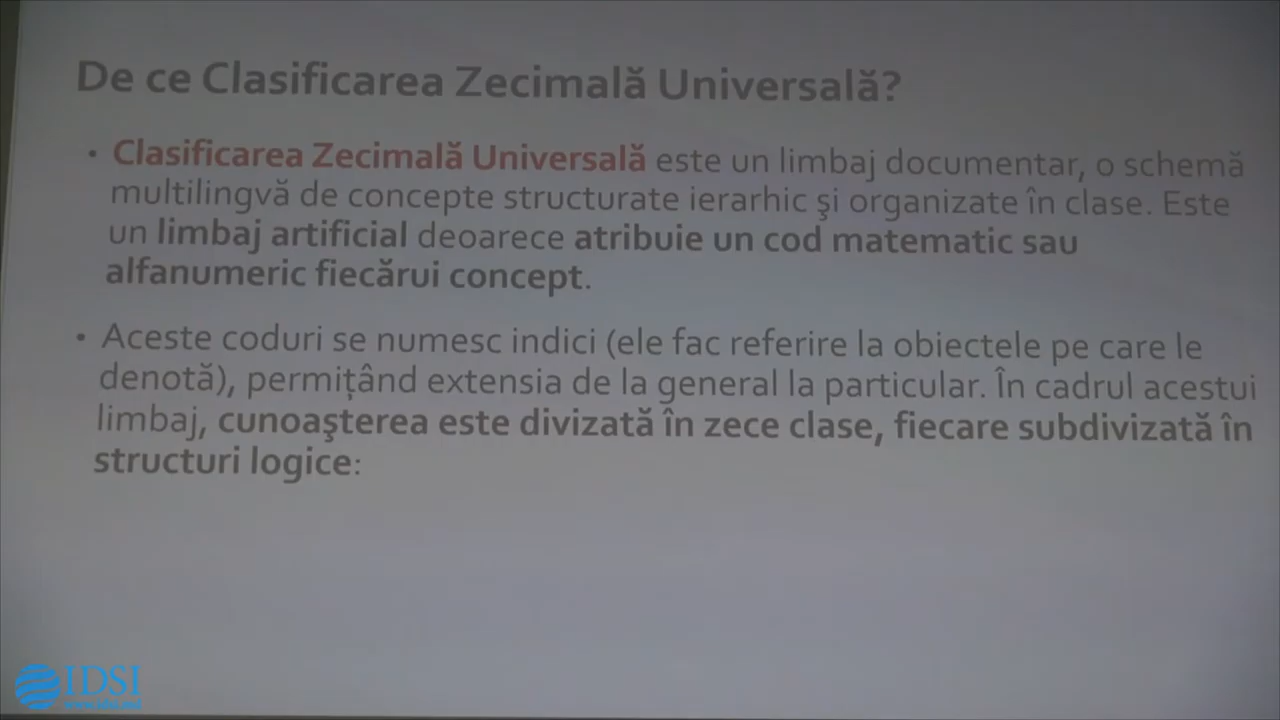 De ce Clasificarea Zecimală Universală?
• Clasificarea Zecimală Universală este un limbaj documentar, o schemă
multilingvă de concepte structurate ierarhic şi organizate în clase. Este
un limbaj artificial deoarece atribuie un cod matematic sau
alfanumeric fiecărui concept.
• Aceste coduri se numesc indici (ele fac referire la obiectele pe care le
denotă), permiţând extensia de la general la particular. În cadrul acestui
limbaj, cunoaşterea este divizată în zece clase, fiecare subdivizată în
structuri logice:
IDSI
www.idsi.md